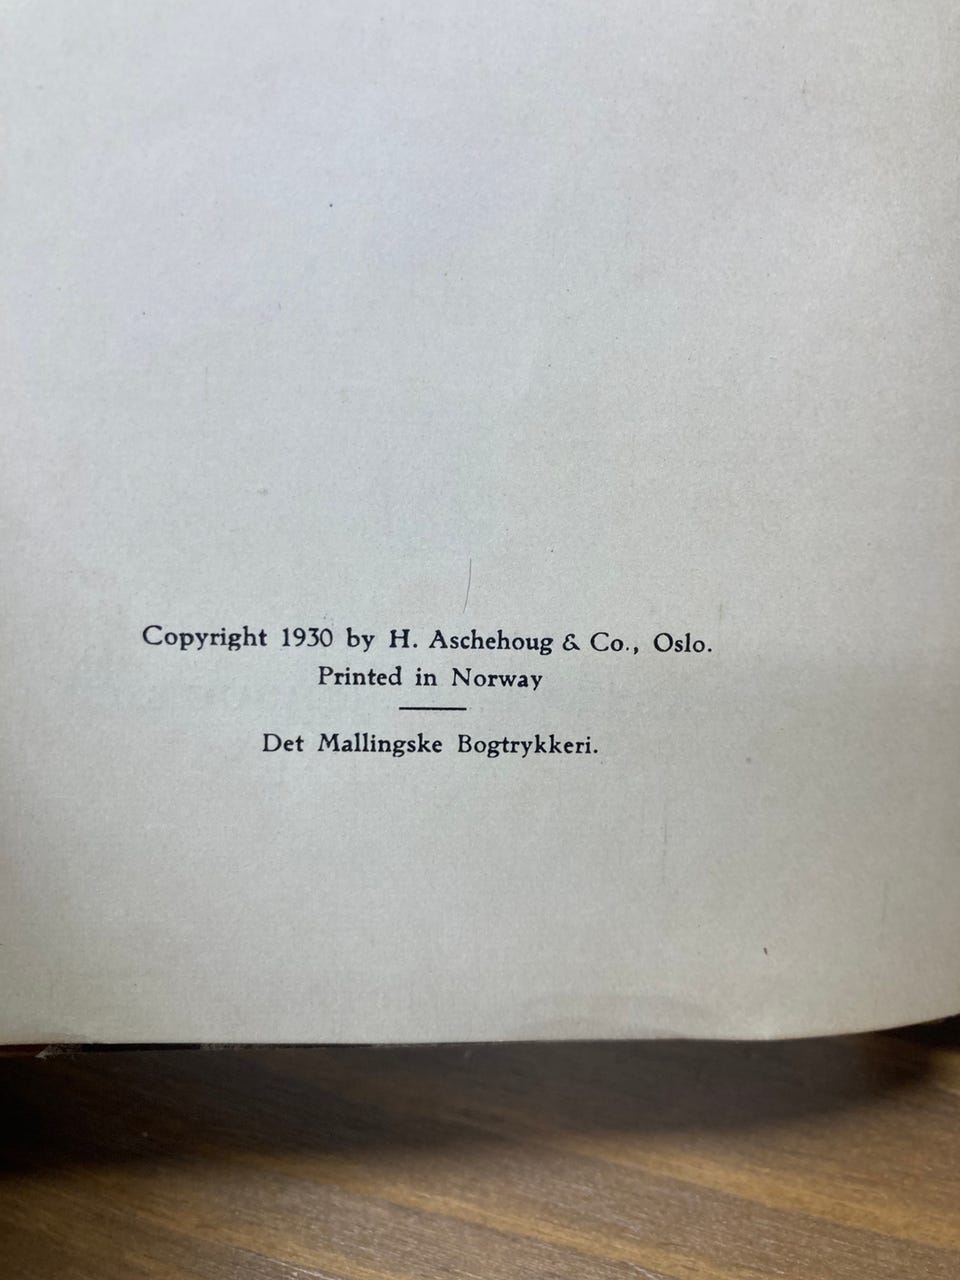 Copyright 1930 by H. Aschehoug & Co., Oslo.
Printed in Norway
Det Mallingske Bogtrykkeri.